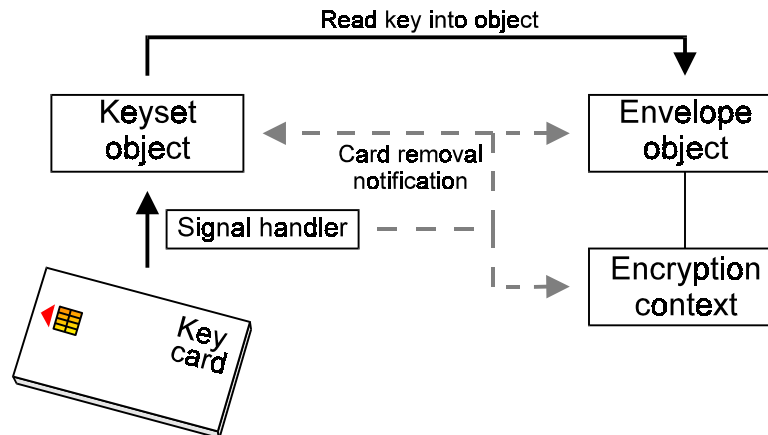 Read key into object
Keyset
object
Envelope
object
Card removal
notification
Signal handler
Encryption
context
Key
card